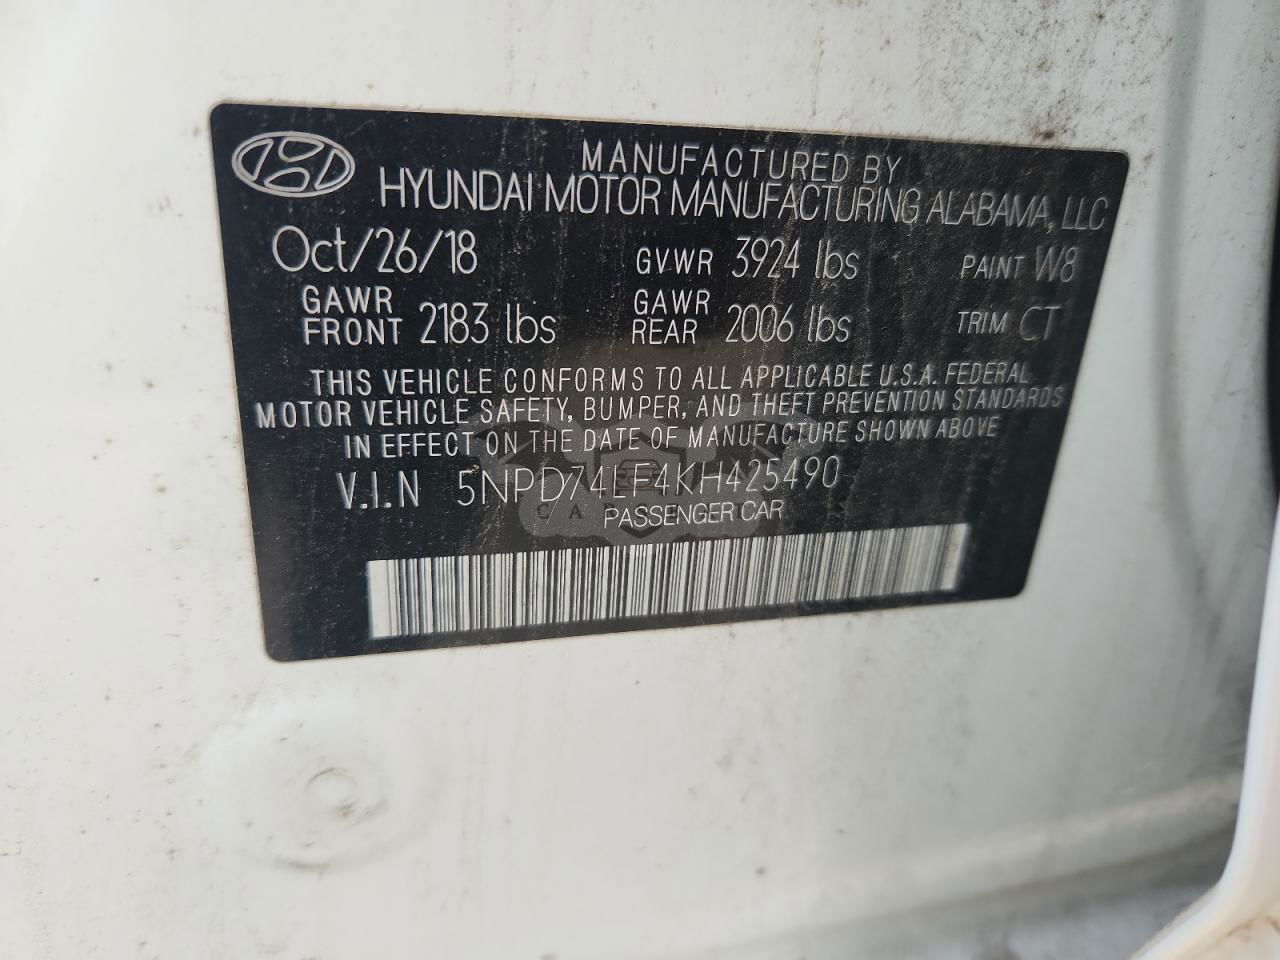 MANUFACTURED BY
HYUNDAI MOTOR MANUFACTURING ALABAMA, LLC
Oct/26/18 GVWR 3924 lbs PAINT W8
GAWR FRONT 2183 lbs GAWR REAR 2006 lbs TRIM CT
THIS VEHICLE CONFORMS TO ALL APPLICABLE U.S.A. FEDERAL
MOTOR VEHICLE SAFETY, BUMPER, AND THEFT PREVENTION STANDARDS
IN EFFECT ON THE DATE OF MANUFACTURE SHOWN ABOVE
V.I.N 5NPD74LF4KH425490
PASSENGER CAR